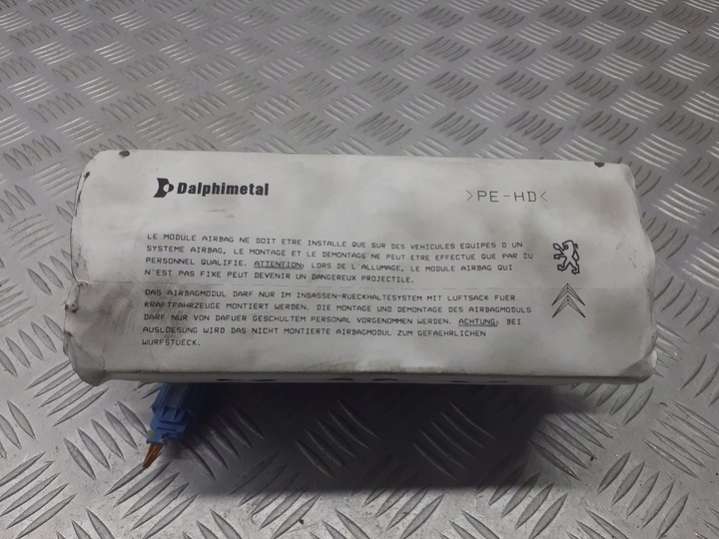 Dalphimetal
>PE-HD<
LE MODULE AIRBAG NE DOIT ETRE INSTALLE QUE SUR DES VEHICULES EQUIPES D UN
SYSTEME AIRBAG, LE MONTAGE ET LE DEMONTAGE NE PEUT ETRE EFFECTUE QUE PAR DU
PERSONNEL QUALIFIE. ATTENTION: LORS DE L'ALLUMAGE, LE MODULE AIRBAG QUI
N'EST PAS FIXE PEUT DEVENIR UN DANGEREUX PROJECTILE.
DAS AIRBAGMODUL DARF NUR IM INSASSEN-RUECKHALTESYSTEM MIT LUFTSACK FUER
KRAFTFAHRZEUGE MONTIERT WERDEN. DIE MONTAGE UND DEMONTAGE DES AIRBAGMODULS
DARF NUR VON DAFUER GESCHULTEM PERSONAL VORGENOMMEN WERDEN. ACHTUNG: BEI
AUSLOESUNG WIRD DAS NICHT MONTIERTE AIRBAGMODUL ZUM GEFAEHRLICHEN
WURFSTUECK.